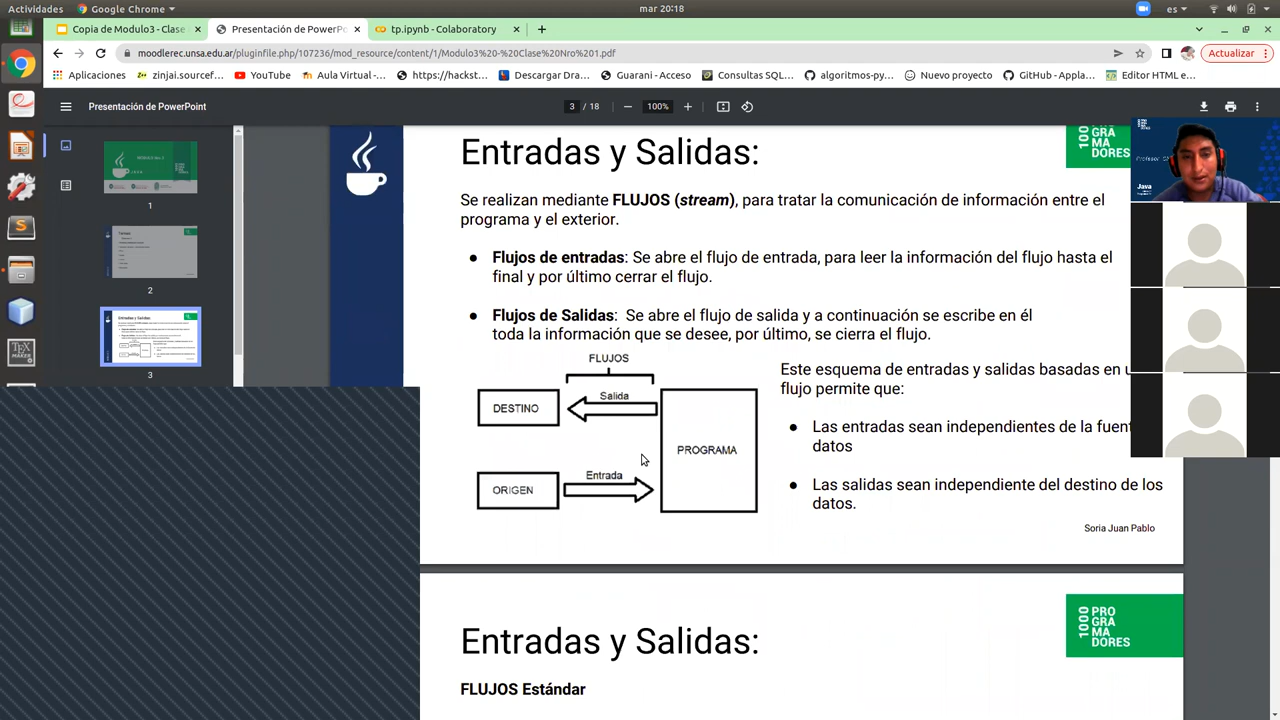 Actividades
Google Chrome
mar 20:18
es
Copia de Modulo3 - Clase
Presentación de PowerPo
tp.ipynb - Colaboratory
moodlerec.unsa.edu.ar/pluginfile.php/107236/mod_resource/content/1/Modulo3%20-%20Clase%20Nro%201.pdf
Actualizar
Aplicaciones
zinjai.sourcef...
YouTube
Aula Virtual -...
https://hackst...
Descargar Dra...
Guarani - Acceso
Consultas SQL...
algoritmos-py...
Nuevo proyecto
GitHub - Appla...
Editor HTML e...
Presentación de PowerPoint
3 / 18
100%
1
2
3
Entradas y Salidas:
1000 PRO
GRA
MA
DORES
Se realizan mediante FLUJOS (stream), para tratar la comunicación de información entre el
programa y el exterior.
● Flujos de entradas: Se abre el flujo de entrada, para leer la información del flujo hasta el
final y por último cerrar el flujo.
● Flujos de Salidas: Se abre el flujo de salida y a continuación se escribe en él
toda la información que se desee, por último, se cierra el flujo.
FLUJOS
DESTINO
Salida
PROGRAMA
ORIGEN
Entrada
Este esquema de entradas y salidas basadas en
flujo permite que:
● Las entradas sean independientes de la
datos
● Las salidas sean independiente del destino de los
datos.
Soria Juan Pablo
Java
Entradas y Salidas:
1000 PRO
GRA
MA
DORES
FLUJOS Estándar